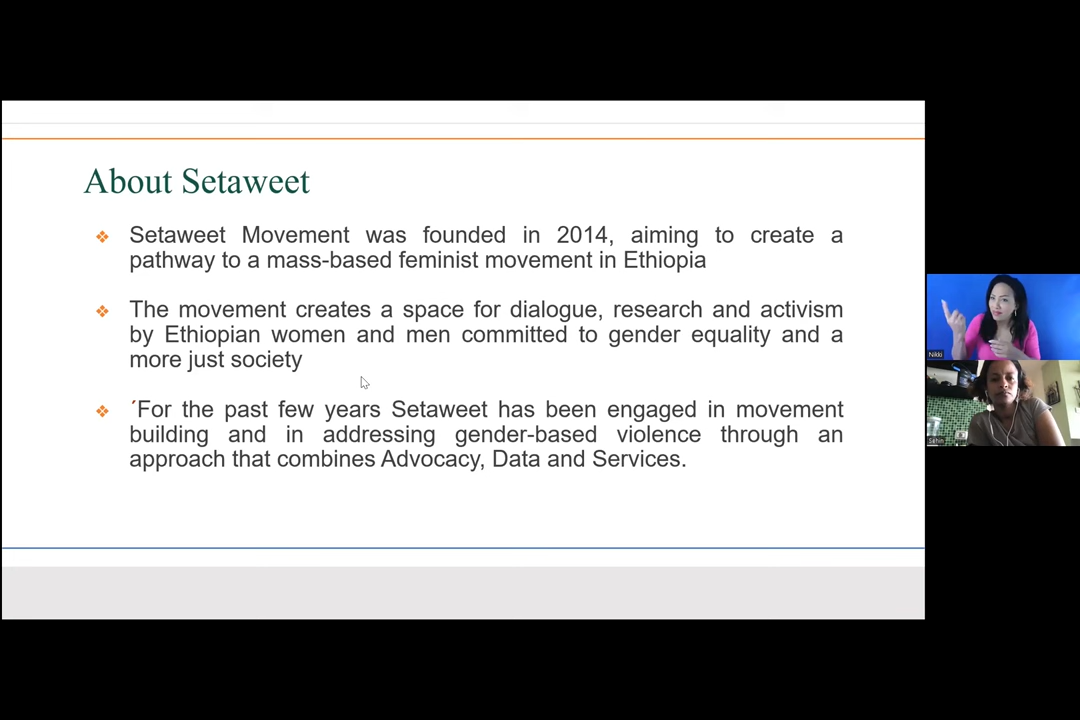 About Setaweet
Setaweet Movement was founded in 2014, aiming to create a
pathway to a mass-based feminist movement in Ethiopia
The movement creates a space for dialogue, research and activism
by Ethiopian women and men committed to gender equality and a
more just society
´For the past few years Setaweet has been engaged in movement
building and in addressing gender-based violence through an
approach that combines Advocacy, Data and Services.
Nikki
Sehin